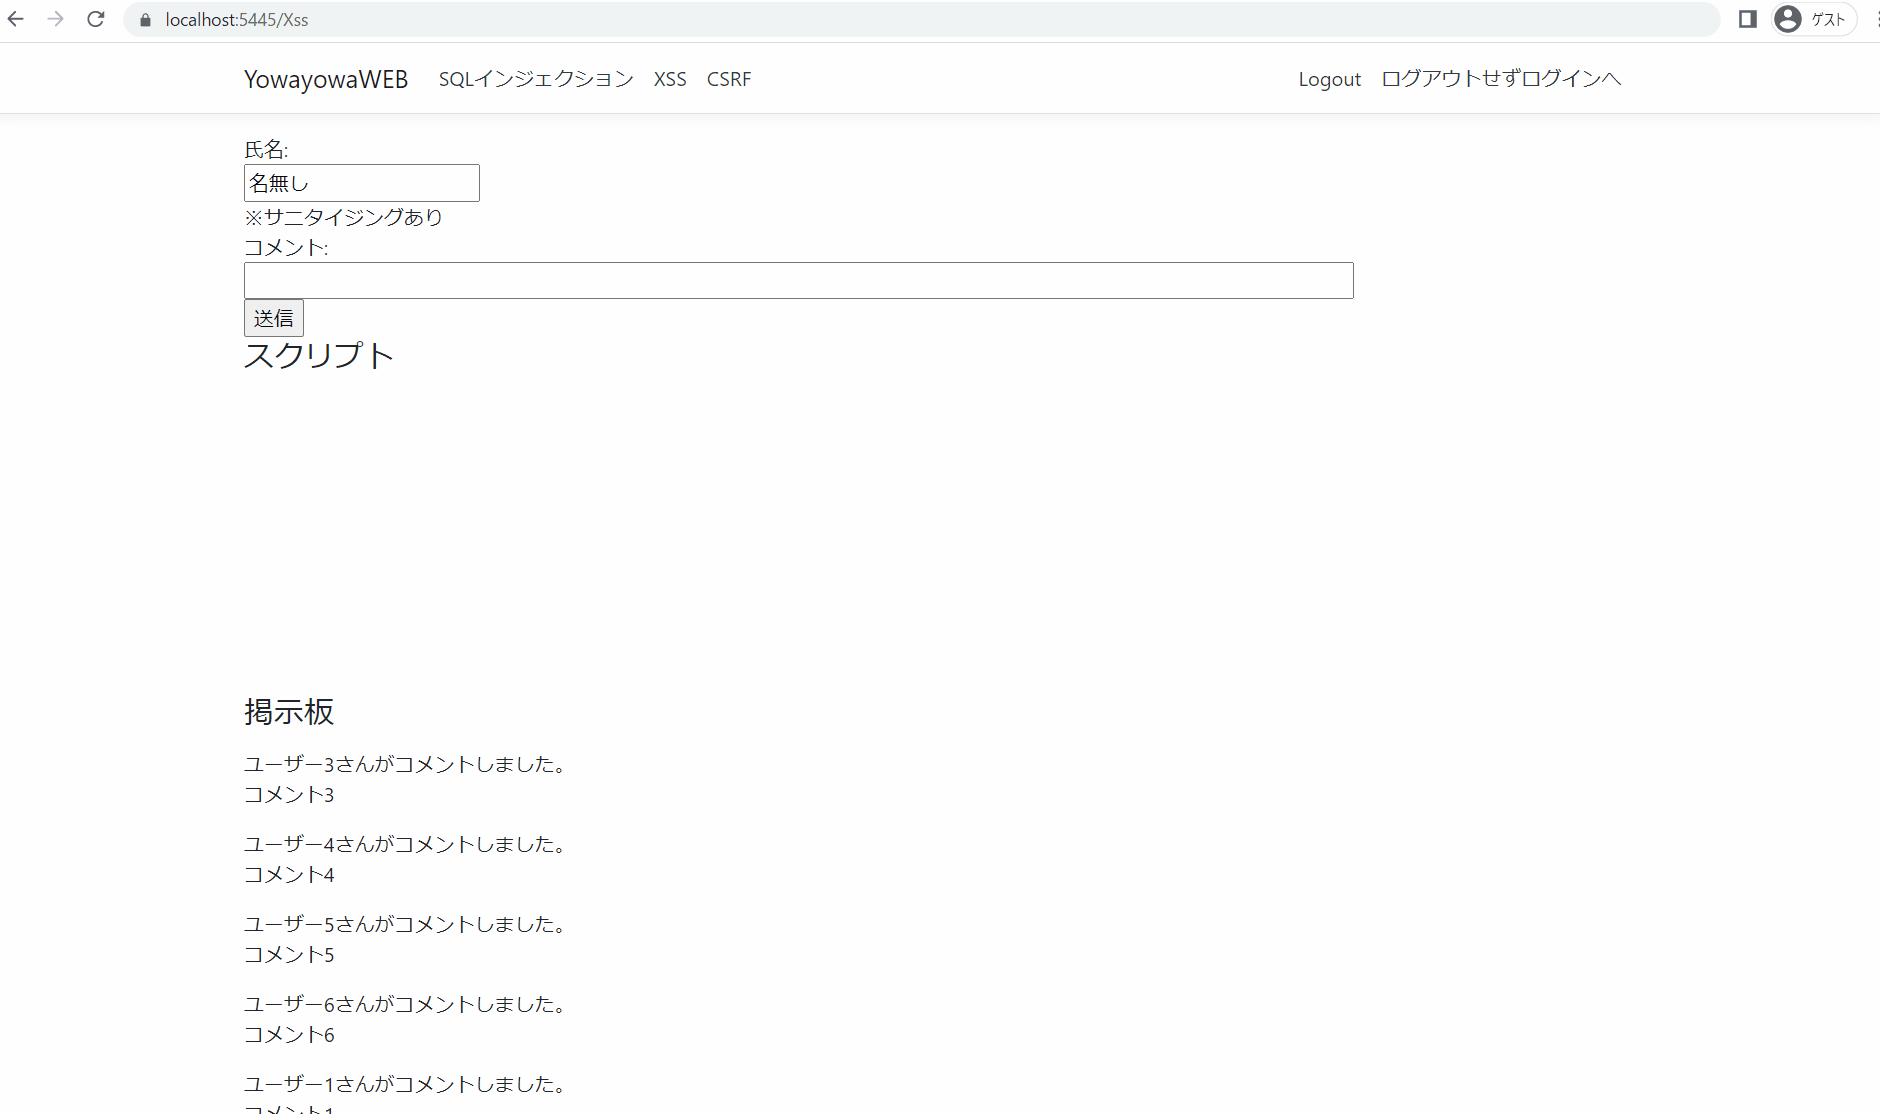 localhost:5445/Xss
ゲスト
YowayowaWEB SQLインジェクション XSS CSRF Logout ログアウトせずログインへ
氏名:
名無し
※サニタイジングあり
コメント:
送信
スクリプト
掲示板
ユーザー3さんがコメントしました。
コメント3
ユーザー4さんがコメントしました。
コメント4
ユーザー5さんがコメントしました。
コメント5
ユーザー6さんがコメントしました。
コメント6
ユーザー1さんがコメントしました。
コメント1